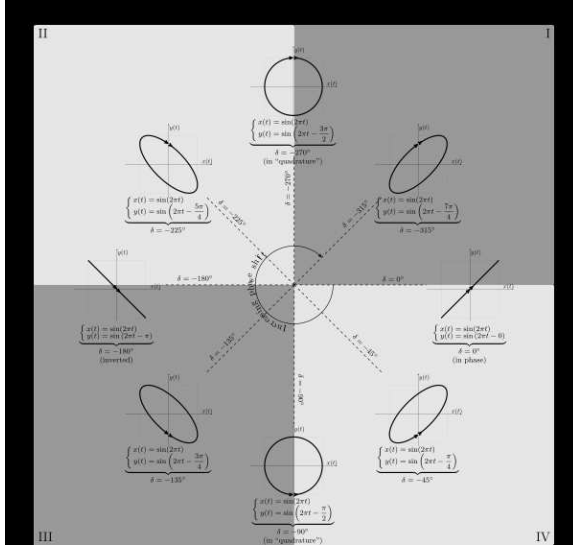 II
I
y(t)
x(t)
x(t) = sin(2πt)
y(t) = sin(2πt − 3π/2)
δ = −270°
(in "quadrature")
y(t)
x(t)
x(t) = sin(2πt)
y(t) = sin(2πt − 5π/4)
δ = −225°
y(t)
x(t)
x(t) = sin(2πt)
y(t) = sin(2πt − 7π/4)
δ = −315°
δ = −270°
δ = −225°
δ = −315°
Increasing phase shift
y(t)
x(t)
x(t) = sin(2πt)
y(t) = sin(2πt − π)
δ = −180°
(inverted)
δ = −180°
δ = 0°
y(t)
x(t)
x(t) = sin(2πt)
y(t) = sin(2πt − 0)
δ = 0°
(in phase)
δ = −135°
δ = −90°
δ = −45°
y(t)
x(t)
x(t) = sin(2πt)
y(t) = sin(2πt − 3π/4)
δ = −135°
y(t)
x(t)
x(t) = sin(2πt)
y(t) = sin(2πt − π/2)
δ = −90°
(in "quadrature")
y(t)
x(t)
x(t) = sin(2πt)
y(t) = sin(2πt − π/4)
δ = −45°
III
IV